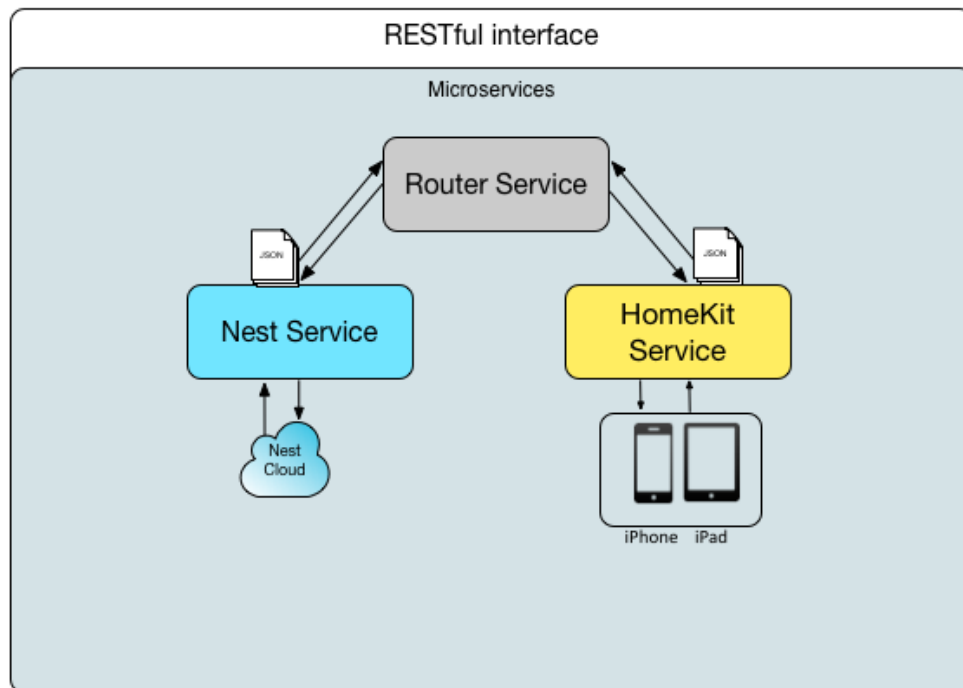 RESTful interface
Microservices
Router Service
JSON
JSON
Nest Service
HomeKit
Service
Nest
Cloud
iPhone
iPad